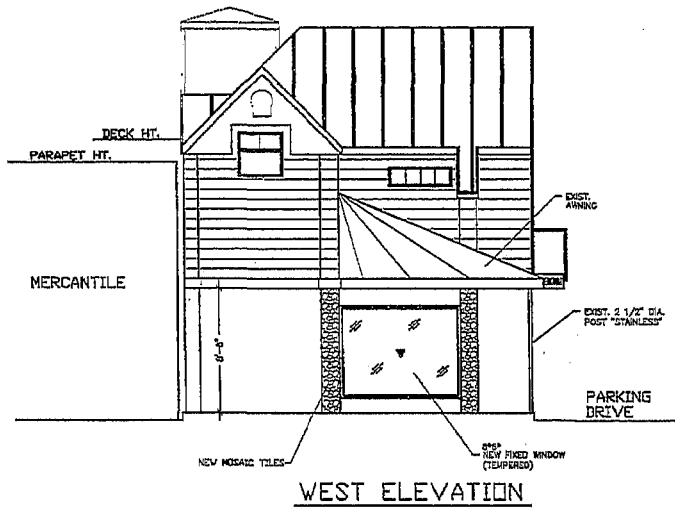 DECK HT.
PARAPET HT.
EXIST.
AWNING
MERCANTILE
EXIST. 2 1/2" DIA.
POST "STAINLESS"
PARKING
DRIVE
NEW MOSAIC TILES
NEW FIXED WINDOW
(TEMPERED)
WEST ELEVATION